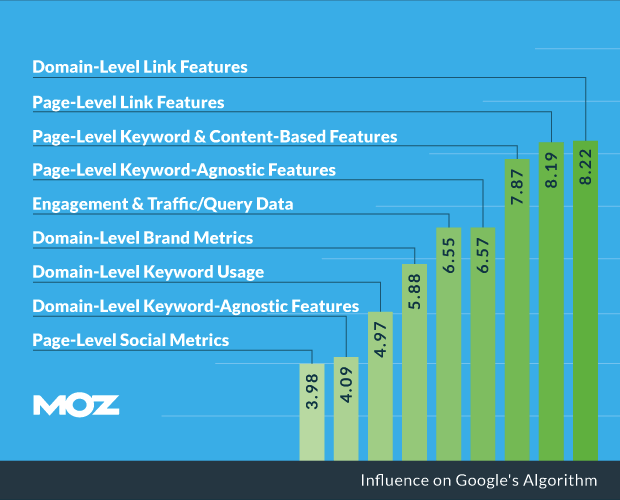 Domain-Level Link Features
Page-Level Link Features
Page-Level Keyword & Content-Based Features
Page-Level Keyword-Agnostic Features
Engagement & Traffic/Query Data
Domain-Level Brand Metrics
Domain-Level Keyword Usage
Domain-Level Keyword-Agnostic Features
Page-Level Social Metrics
3.98
4.09
4.97
5.88
6.55
6.57
7.87
8.19
8.22
MOZ
Influence on Google's Algorithm